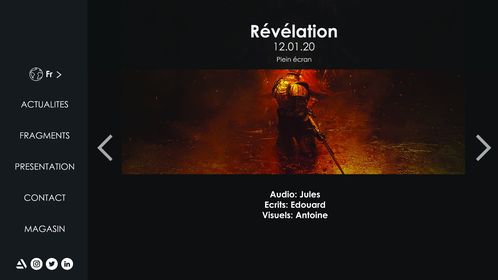 Fr
ACTUALITES
FRAGMENTS
PRESENTATION
CONTACT
MAGASIN
Révélation
12.01.20
Plein écran
Audio: Jules
Ecrits: Edouard
Visuels: Antoine